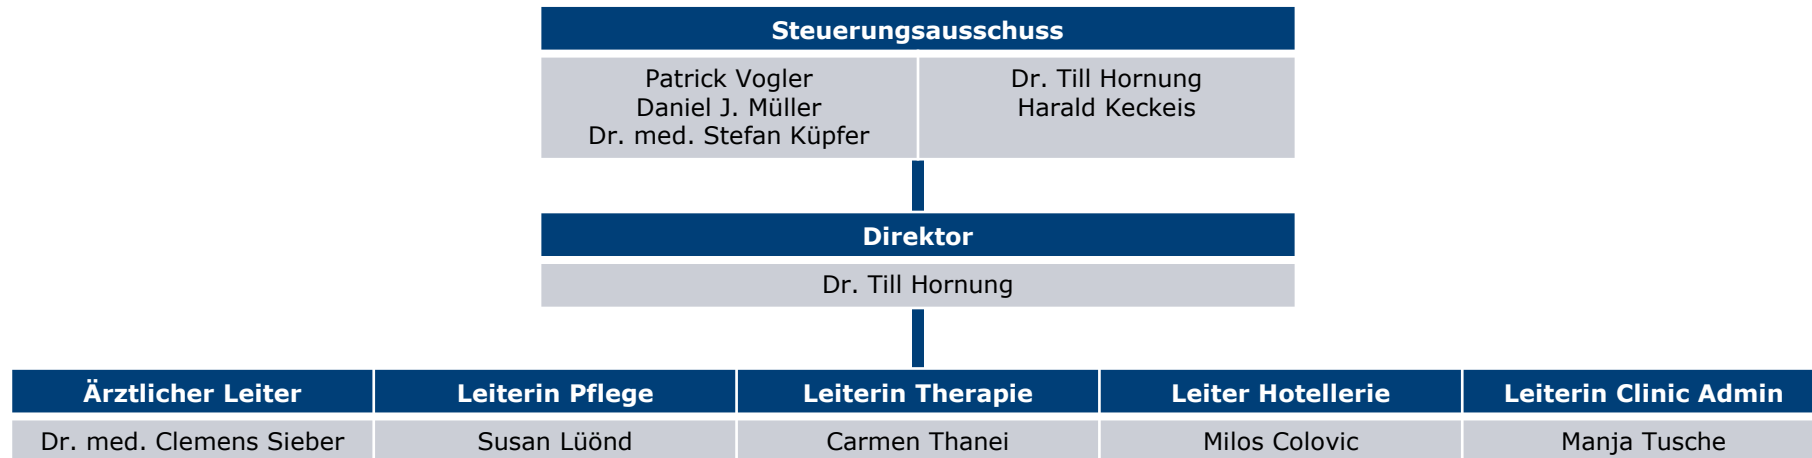 Steuerungsausschuss
Patrick Vogler
Daniel J. Müller
Dr. med. Stefan Küpfer
Dr. Till Hornung
Harald Keckeis
Direktor
Dr. Till Hornung
Ärztlicher Leiter
Dr. med. Clemens Sieber
Leiterin Pflege
Susan Lüönd
Leiterin Therapie
Carmen Thanei
Leiter Hotellerie
Milos Colovic
Leiterin Clinic Admin
Manja Tusche